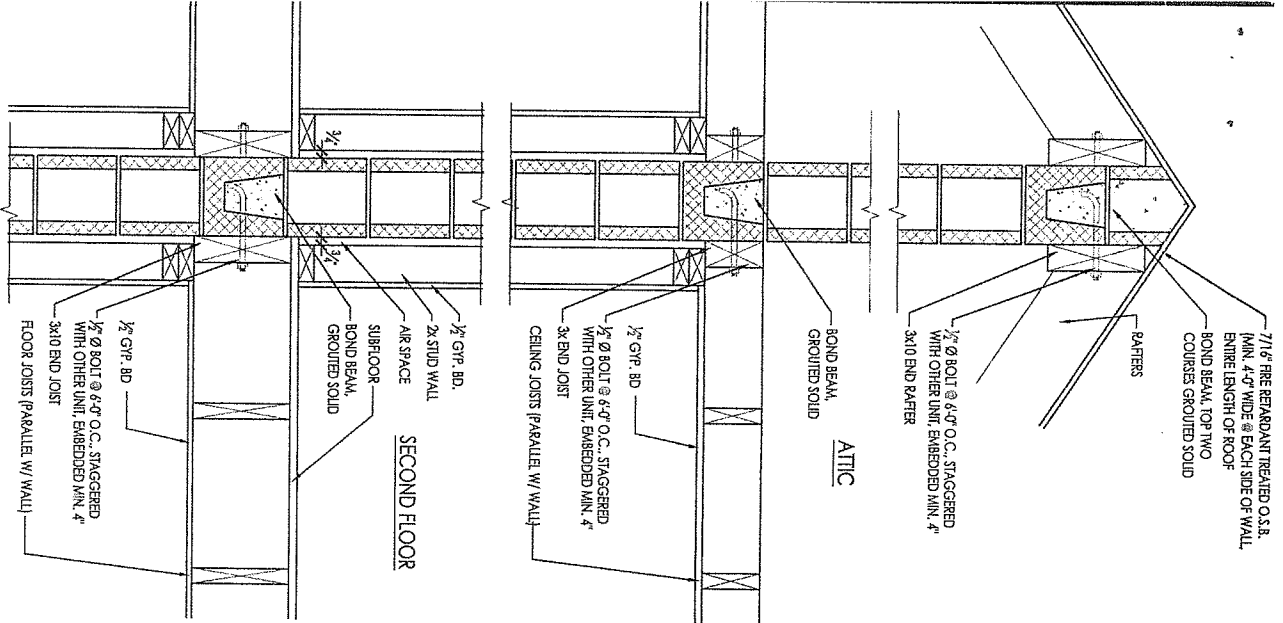 7/16" FIRE RETARDANT TREATED O.S.B.
(MIN. 4'-0" WIDE @ EACH SIDE OF WALL,
ENTIRE LENGTH OF ROOF
BOND BEAM, TOP TWO
COURSES GROUTED SOLID
RAFTERS
½" Ø BOLT @ 6'-0" O.C., STAGGERED
WITH OTHER UNIT, EMBEDDED MIN. 4"
3x10 END RAFTER
ATTIC
BOND BEAM,
GROUTED SOLID
½" GYP. BD
½" Ø BOLT @ 6'-0" O.C., STAGGERED
WITH OTHER UNIT, EMBEDDED MIN. 4"
3x END JOIST
CEILING JOISTS (PARALLEL W/ WALL)
¾"
¾"
½" GYP. BD.
2x STUD WALL
AIR SPACE
SUBFLOOR
BOND BEAM,
GROUTED SOLID
SECOND FLOOR
½" GYP. BD
½" Ø BOLT @ 6'-0" O.C., STAGGERED
WITH OTHER UNIT, EMBEDDED MIN. 4"
3x10 END JOIST
FLOOR JOISTS (PARALLEL W/ WALL)